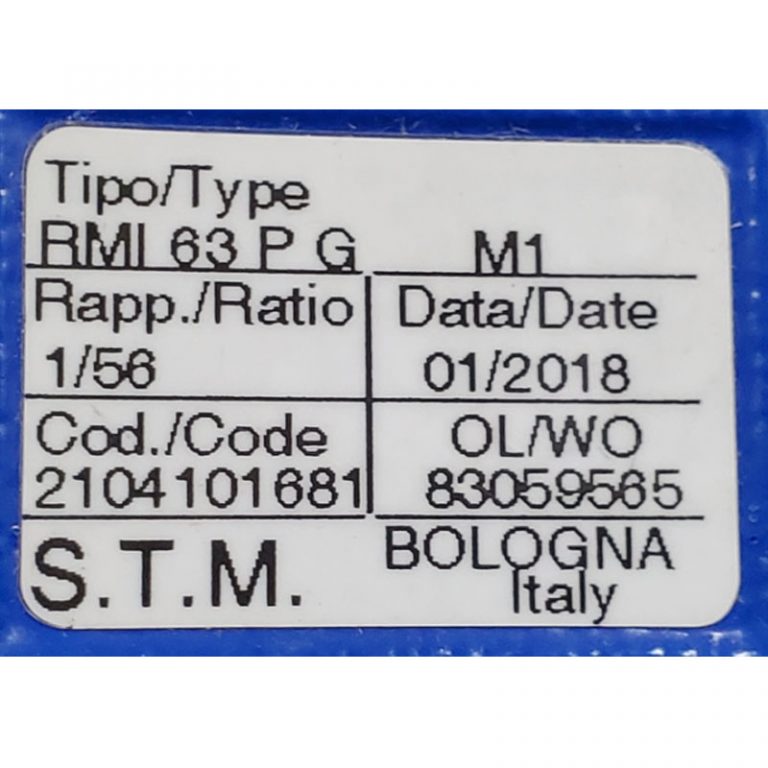 Tipo/Type
RMI 63 P G M1
Rapp./Ratio Data/Date
1/56 01/2018
Cod./Code OL/WO
2104101681 83059565
S.T.M. BOLOGNA
Italy